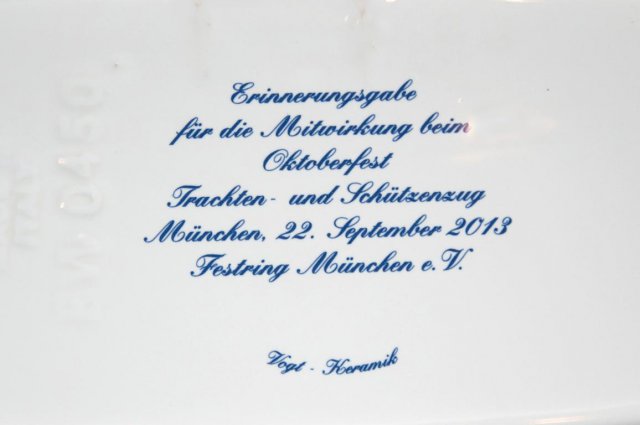 Erinnerungsgabe
für die Mitwirkung beim
Oktoberfest
Trachten- und Schützenzug
München, 22. September 2013
Festring München e.V.
Vogt - Keramik